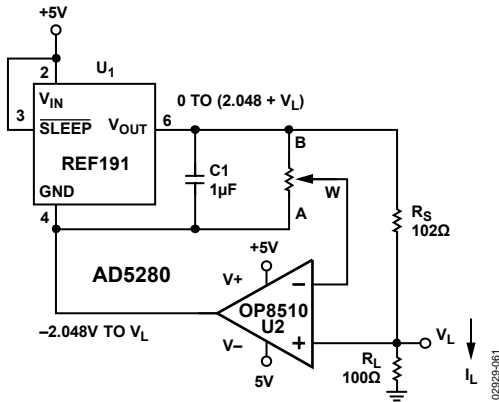 +5V
2
U1
VIN
3
SLEEP
VOUT
6
0 TO (2.048 + VL)
REF191
GND
4
C1
1µF
B
W
A
RS
102Ω
AD5280
+5V
V+
OP8510
U2
−
+
V–
5V
–2.048V TO VL
VL
RL
100Ω
IL
02929-061